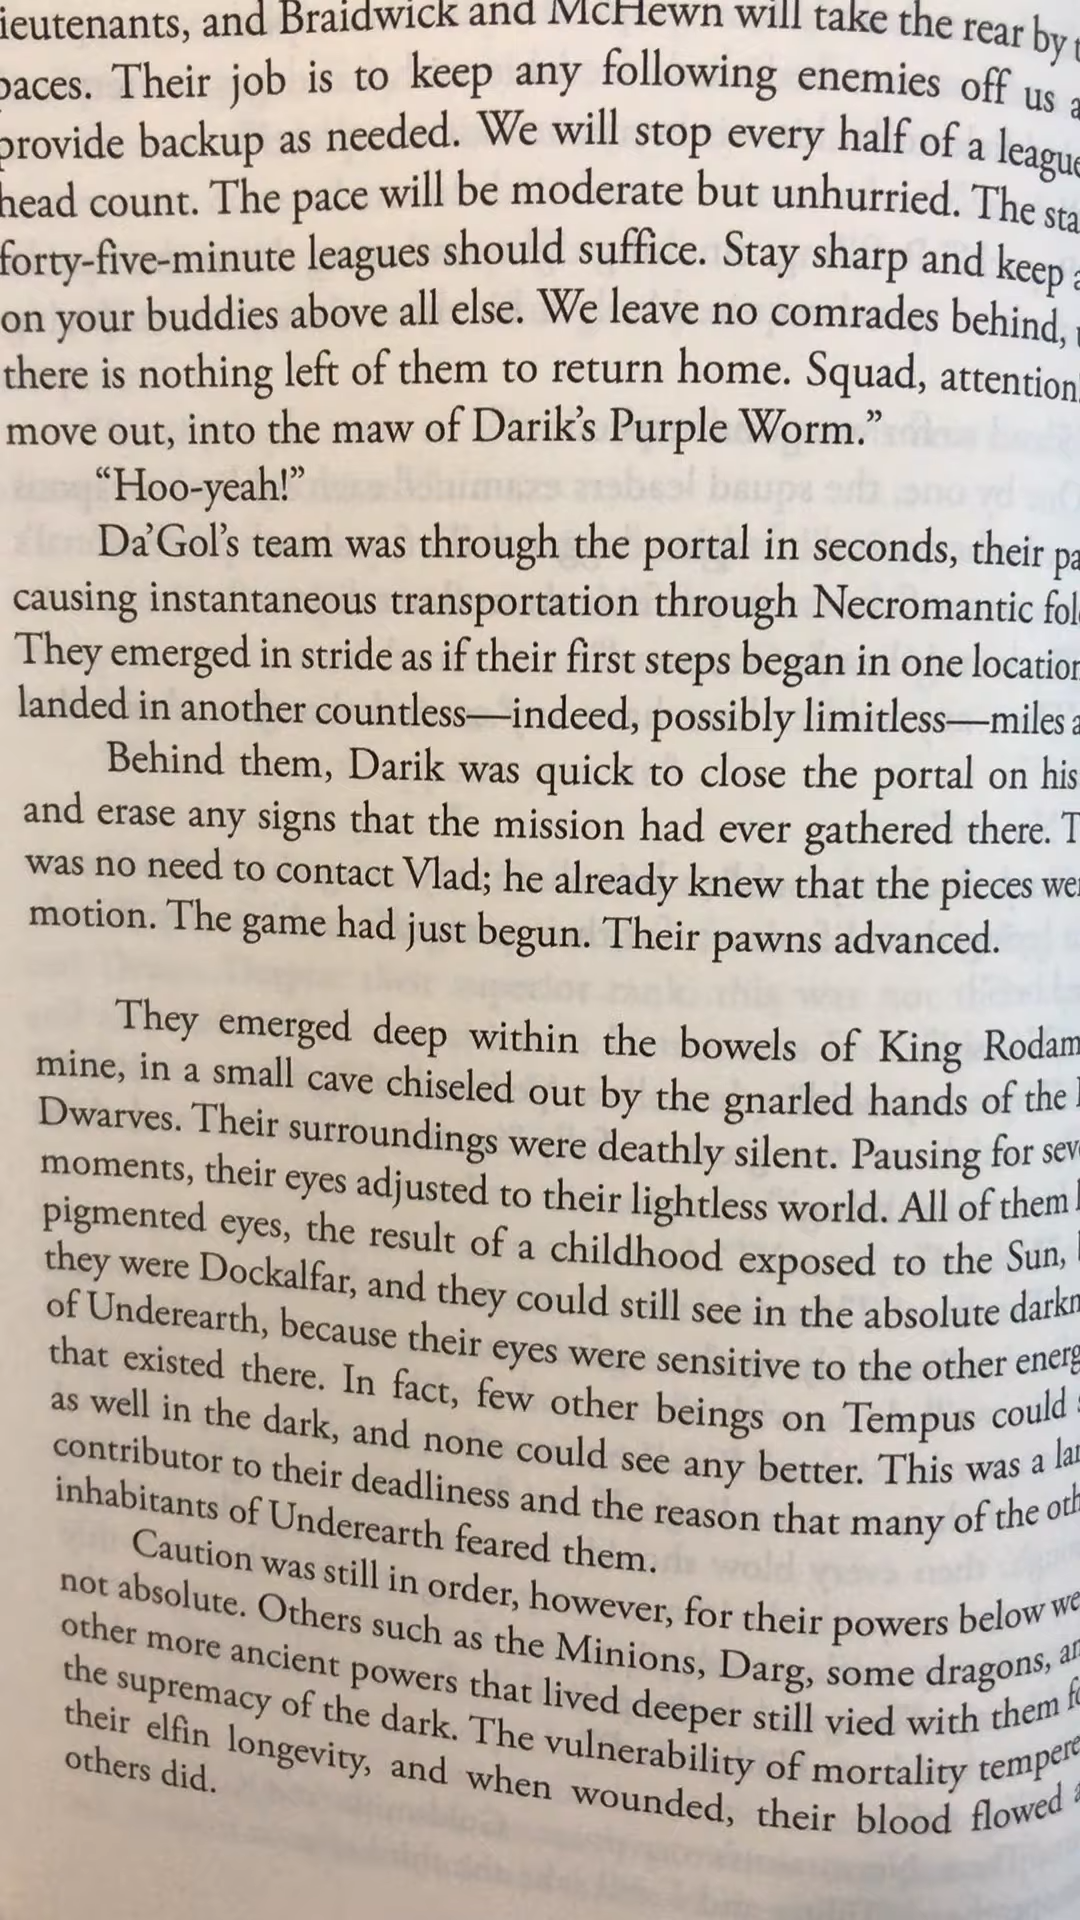 ieutenants, and Braidwick and McHewn will take the rear by
paces. Their job is to keep any following enemies off us
provide backup as needed. We will stop every half of a league
head count. The pace will be moderate but unhurried. The
forty-five-minute leagues should suffice. Stay sharp and keep
on your buddies above all else. We leave no comrades behind,
there is nothing left of them to return home. Squad, attention
move out, into the maw of Darik’s Purple Worm.”
“Hoo-yeah!”
Da’Gol’s team was through the portal in seconds, their
causing instantaneous transportation through Necromantic
They emerged in stride as if their first steps began in one location
landed in another countless—indeed, possibly limitless—miles
Behind them, Darik was quick to close the portal on his
and erase any signs that the mission had ever gathered there.
was no need to contact Vlad; he already knew that the pieces
motion. The game had just begun. Their pawns advanced.
They emerged deep within the bowels of King Rodam
mine, in a small cave chiseled out by the gnarled hands of the
Dwarves. Their surroundings were deathly silent. Pausing for
moments, their eyes adjusted to their lightless world. All of them
pigmented eyes, the result of a childhood exposed to the Sun,
they were Dockalfar, and they could still see in the absolute
of Underearth, because their eyes were sensitive to the other
that existed there. In fact, few other beings on Tempus could
as well in the dark, and none could see any better. This was a
contributor to their deadliness and the reason that many of the
inhabitants of Underearth feared them.
Caution was still in order, however, for their powers below
not absolute. Others such as the Minions, Darg, some dragons,
other more ancient powers that lived deeper still vied with them
the supremacy of the dark. The vulnerability of mortality
their elfin longevity, and when wounded, their blood flowed
others did.